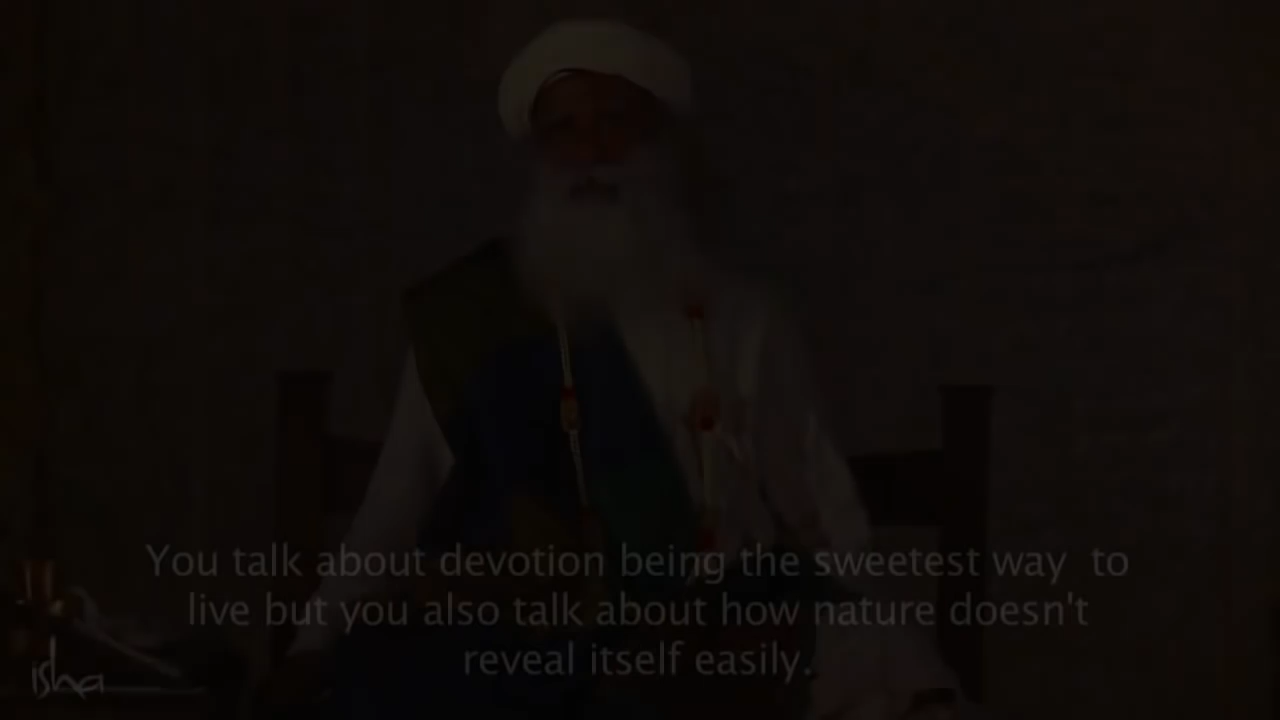 You talk about devotion being the sweetest way  to
live but you also talk about how nature doesn't
reveal itself easily.
isha